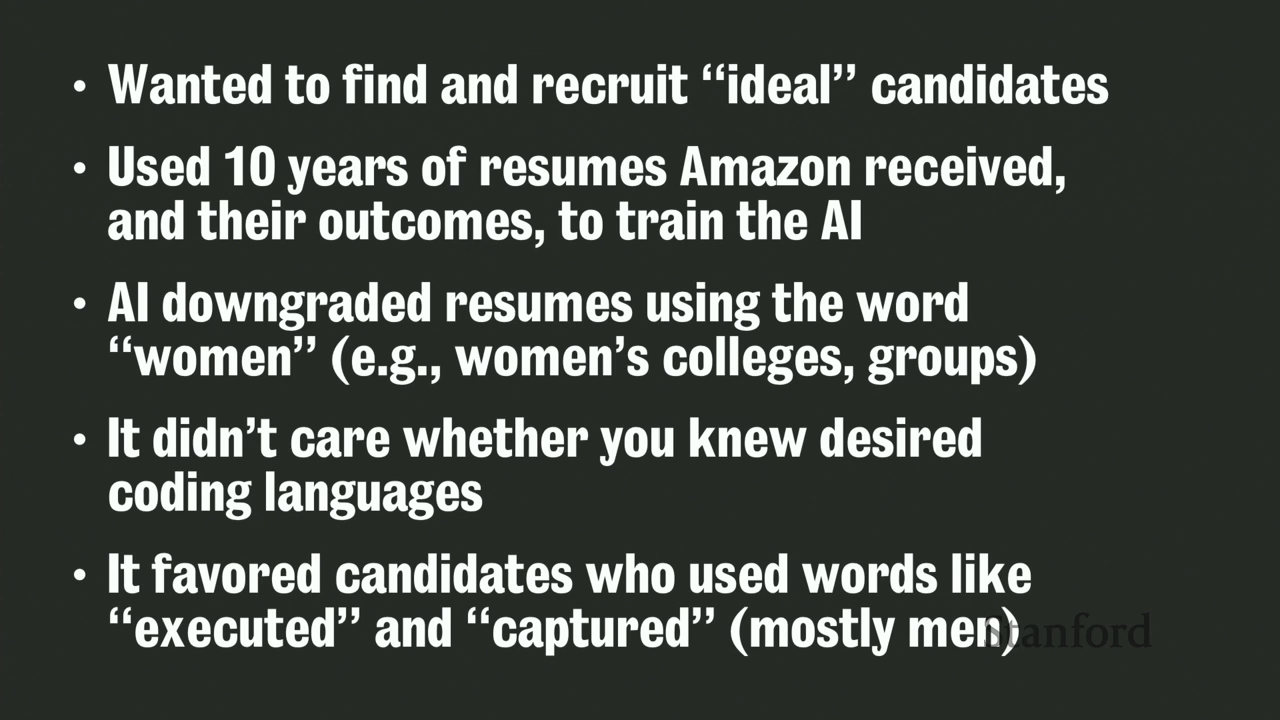 • Wanted to find and recruit “ideal” candidates
• Used 10 years of resumes Amazon received,
and their outcomes, to train the AI
• AI downgraded resumes using the word
“women” (e.g., women’s colleges, groups)
• It didn’t care whether you knew desired
coding languages
• It favored candidates who used words like
“executed” and “captured” (mostly men)
Stanford